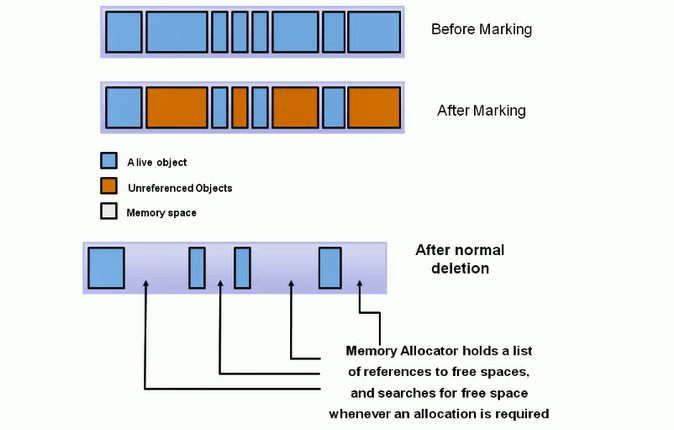 Before Marking
After Marking
Alive object
Unreferenced Objects
Memory space
After normal
deletion
Memory Allocator holds a list
of references to free spaces,
and searches for free space
whenever an allocation is required